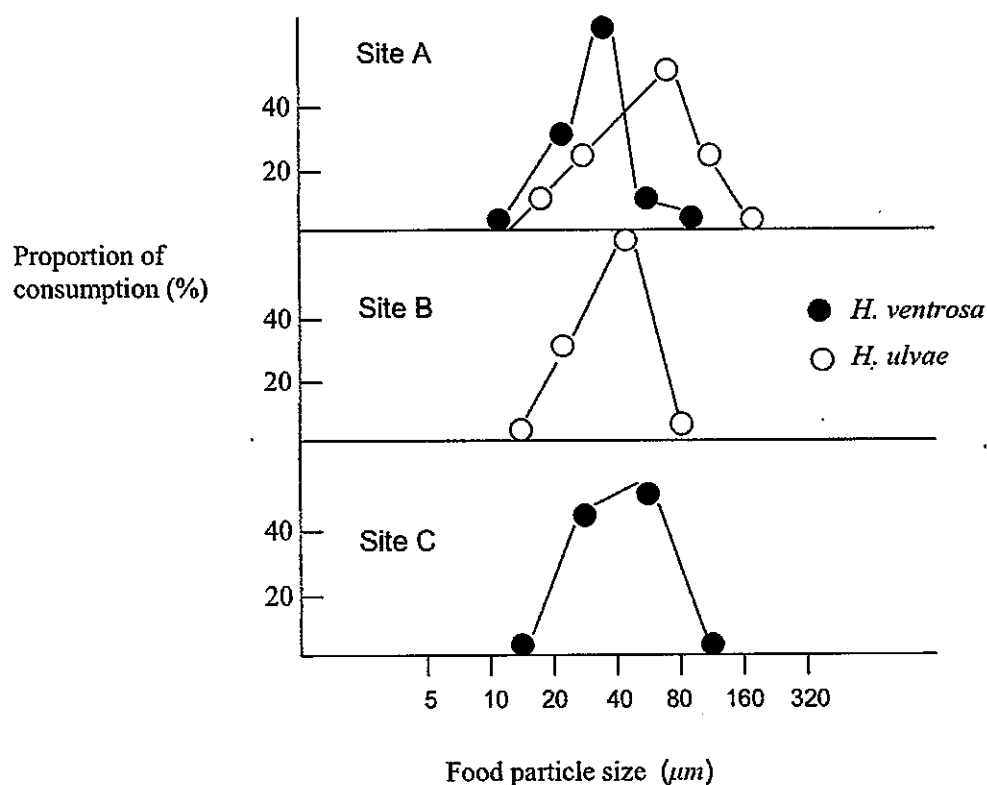 Site A
40
20
Proportion of
consumption (%)
Site B
40
20
H. ventrosa
H. ulvae
Site C
40
20
5 10 20 40 80 160 320
Food particle size (μm)